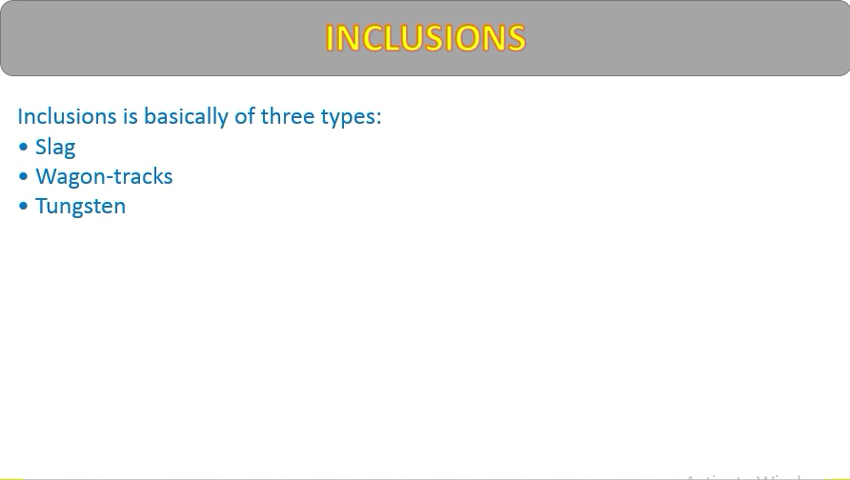 INCLUSIONS
Inclusions is basically of three types:
• Slag
• Wagon-tracks
• Tungsten